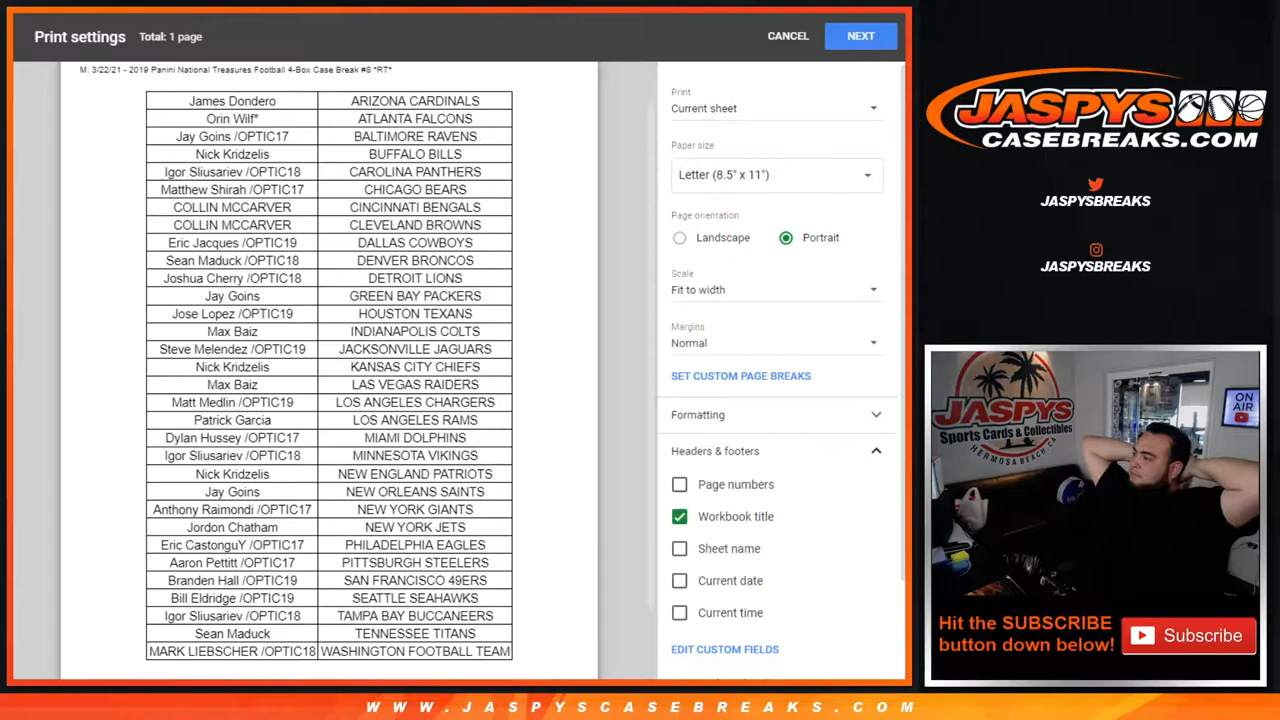 Print settings Total: 1 page CANCEL NEXT
M. 3/22/21 - 2019 Panini National Treasures Football 4-Box Case Break #8 *RT*
James Dondero ARIZONA CARDINALS
Orin Wilf* ATLANTA FALCONS
Jay Goins /OPTIC17 BALTIMORE RAVENS
Nick Kridzelis BUFFALO BILLS
Igor Sliusariev /OPTIC18 CAROLINA PANTHERS
Matthew Shirah /OPTIC17 CHICAGO BEARS
COLLIN MCCARVER CINCINNATI BENGALS
COLLIN MCCARVER CLEVELAND BROWNS
Eric Jacques /OPTIC19 DALLAS COWBOYS
Sean Maduck /OPTIC18 DENVER BRONCOS
Joshua Cherry /OPTIC18 DETROIT LIONS
Jay Goins GREEN BAY PACKERS
Jose Lopez /OPTIC19 HOUSTON TEXANS
Max Baiz INDIANAPOLIS COLTS
Steve Melendez /OPTIC19 JACKSONVILLE JAGUARS
Nick Kridzelis KANSAS CITY CHIEFS
Max Baiz LAS VEGAS RAIDERS
Matt Medlin /OPTIC19 LOS ANGELES CHARGERS
Patrick Garcia LOS ANGELES RAMS
Dylan Hussey /OPTIC17 MIAMI DOLPHINS
Igor Sliusariev /OPTIC18 MINNESOTA VIKINGS
Nick Kridzelis NEW ENGLAND PATRIOTS
Jay Goins NEW ORLEANS SAINTS
Anthony Raimondi /OPTIC17 NEW YORK GIANTS
Jordon Chatham NEW YORK JETS
Eric CastonguY /OPTIC17 PHILADELPHIA EAGLES
Aaron Pettitt /OPTIC17 PITTSBURGH STEELERS
Branden Hall /OPTIC19 SAN FRANCISCO 49ERS
Bill Eldridge /OPTIC19 SEATTLE SEAHAWKS
Igor Sliusariev /OPTIC18 TAMPA BAY BUCCANEERS
Sean Maduck TENNESSEE TITANS
MARK LIEBSCHER /OPTIC18 WASHINGTON FOOTBALL TEAM
Print
Current sheet
Paper size
Letter (8.5" x 11")
Page orientation
Landscape Portrait
Scale
Fit to width
Margins
Normal
SET CUSTOM PAGE BREAKS
Formatting
Headers & footers
Page numbers
Workbook title
Sheet name
Current date
Current time
EDIT CUSTOM FIELDS
JASPYS
CASEBREAKS.COM
JASPYSBREAKS
JASPYSBREAKS
JASPYS
Sports Cards & Collectibles
HERMOSA BEACH, CA
ON
AIR
Hit the SUBSCRIBE
button down below!
Subscribe
WWW.JASPYSCASEBREAKS.COM